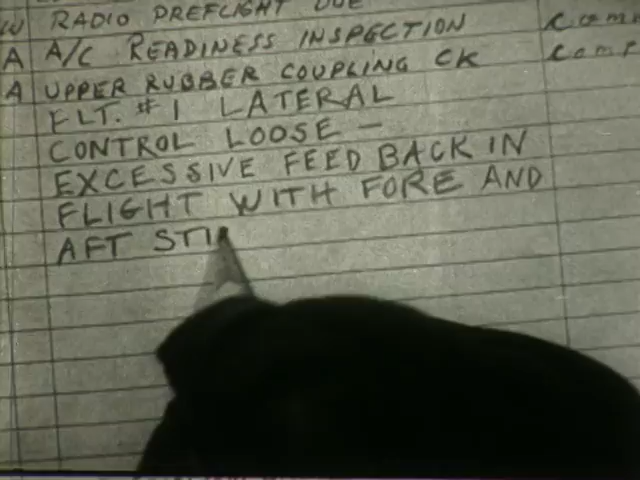 W RADIO PREFLIGHT DUE
A A/C READINESS INSPECTION
A UPPER RUBBER COUPLING CK
FLT. #1 LATERAL
CONTROL LOOSE —
EXCESSIVE FEED BACK IN
FLIGHT WITH FORE AND
AFT STI